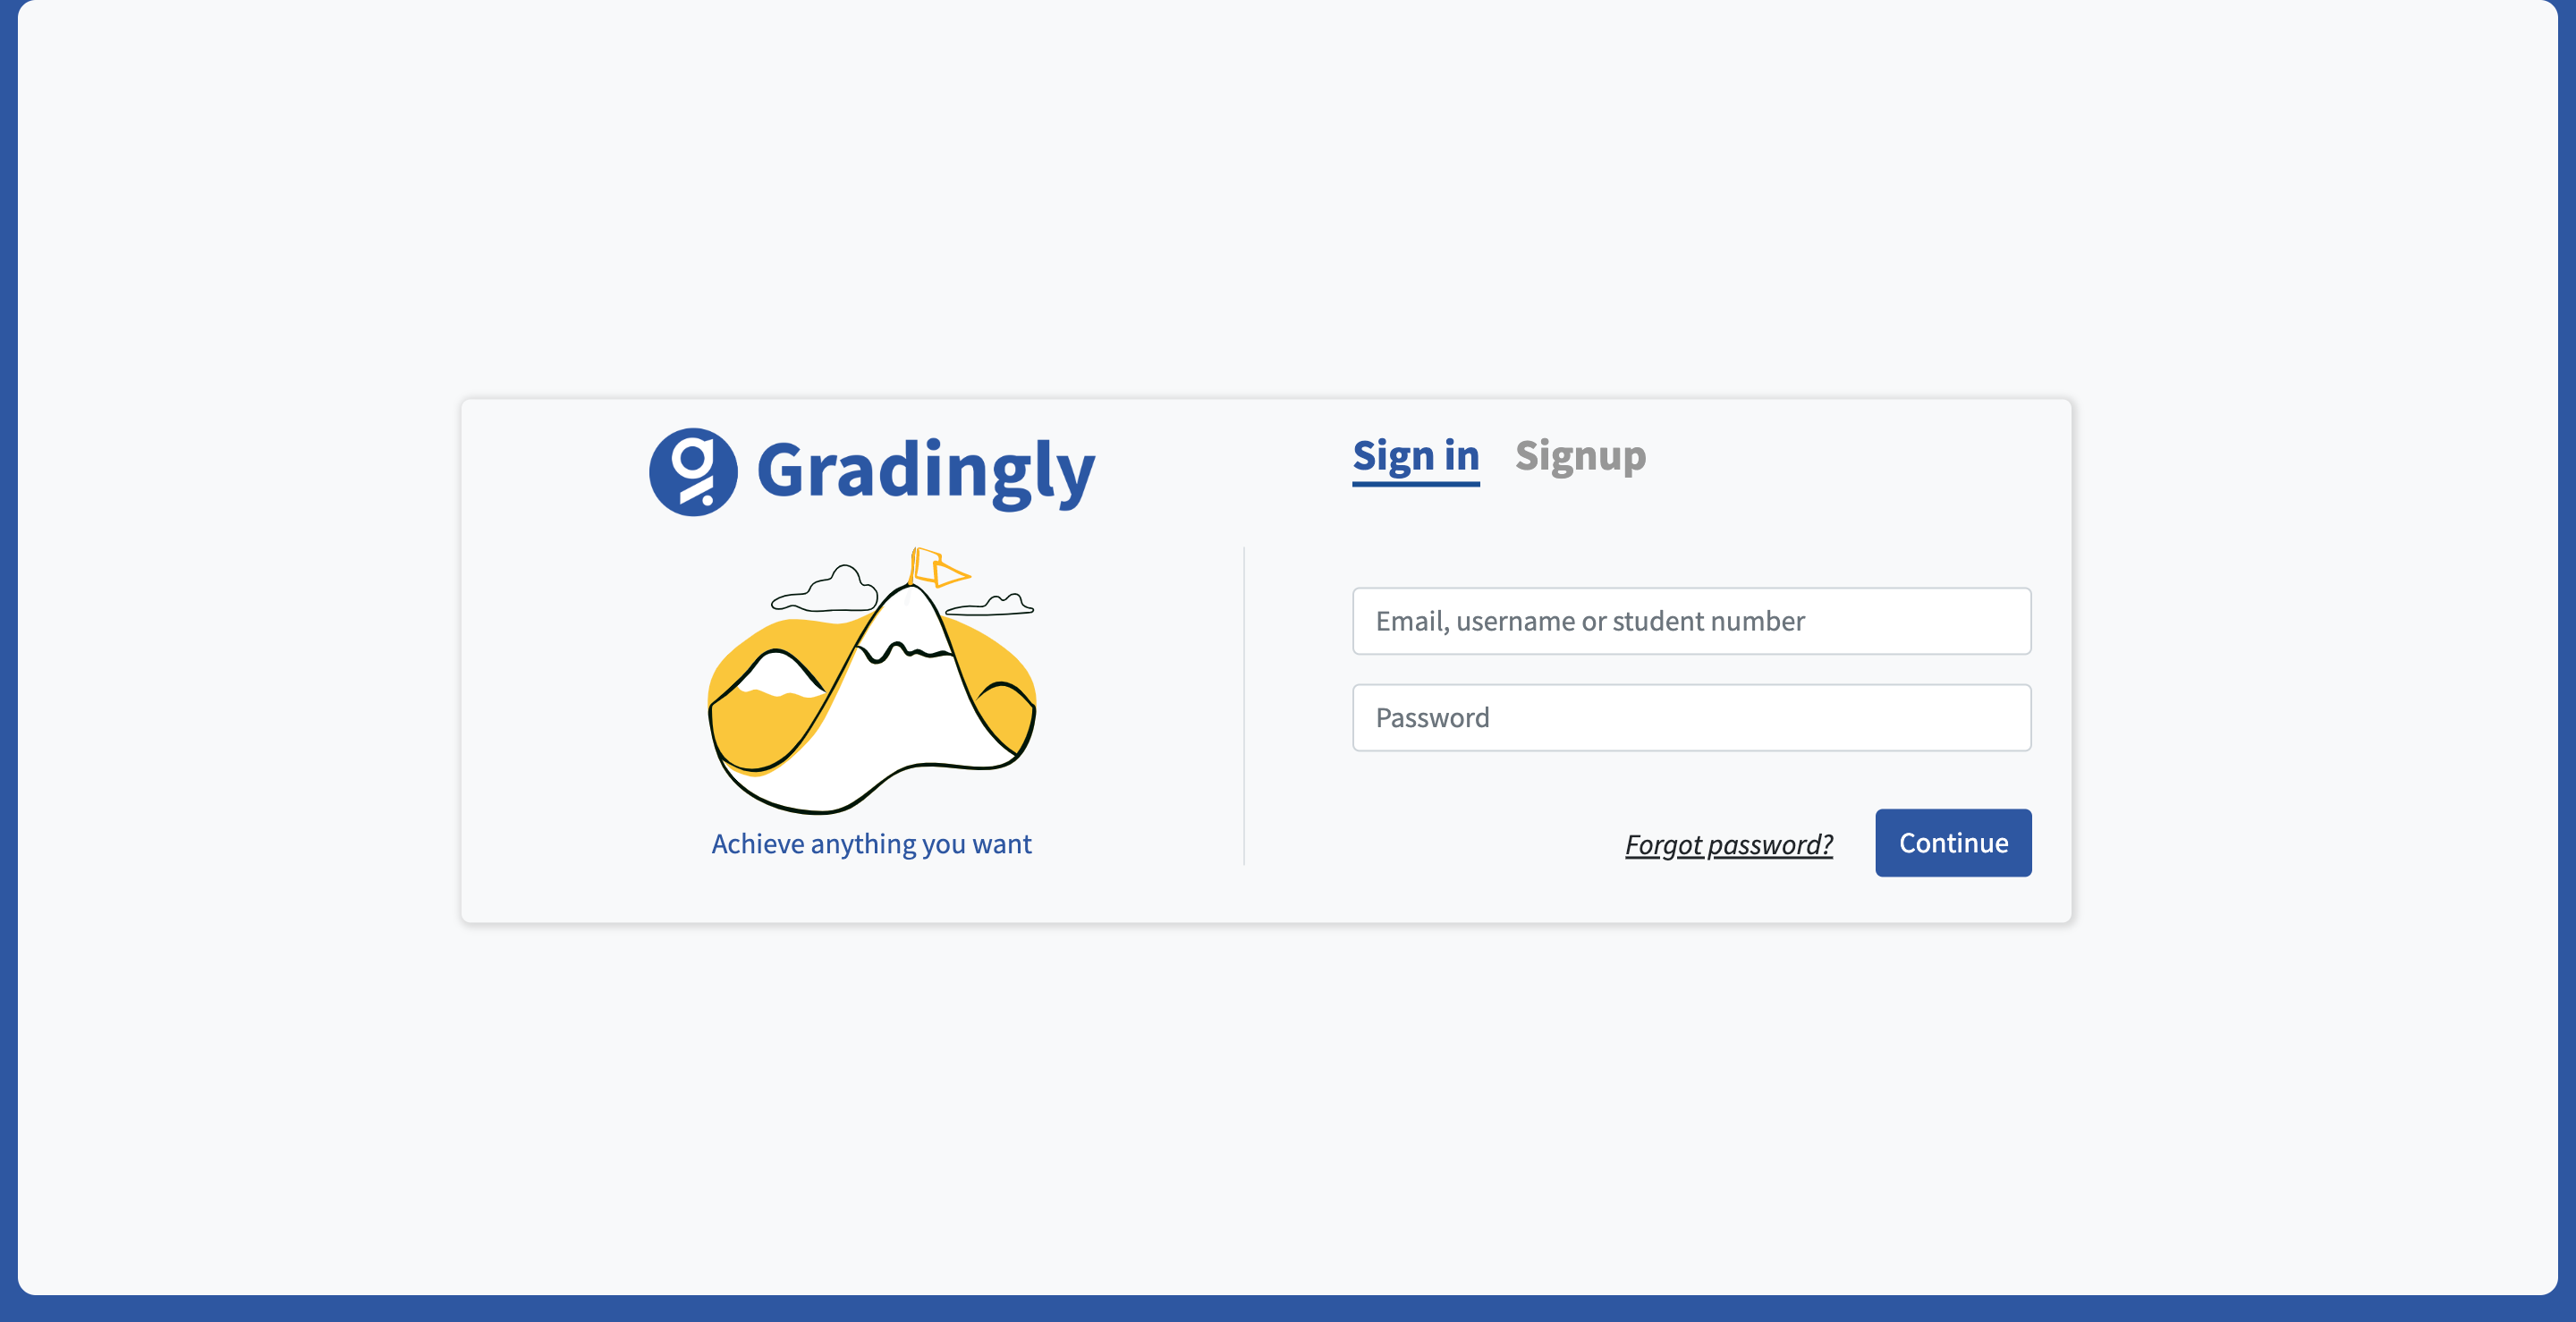 Gradingly
Achieve anything you want
Sign in Signup
Email, username or student number
Password
Forgot password? Continue